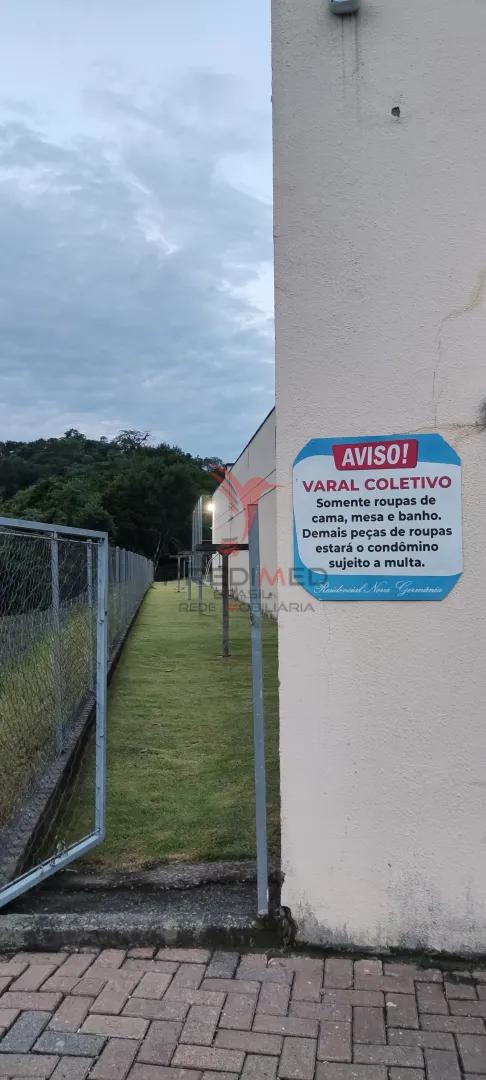 AVISO!
VARAL COLETIVO
Somente roupas de
cama, mesa e banho.
Demais peças de roupas
estará o condômino
sujeito a multa.
Residencial Nova Germânia
REDIMED
BRASIL
REDE IMOBILIÁRIA